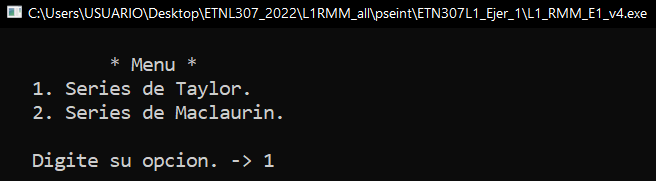 C:\Users\USUARIO\Desktop\ETNL307_2022\L1RMM_all\pseint\ETN307L1_Ejer_1\L1_RMM_E1_v4.exe
* Menu *
1. Series de Taylor.
2. Series de Maclaurin.
Digite su opcion. -> 1